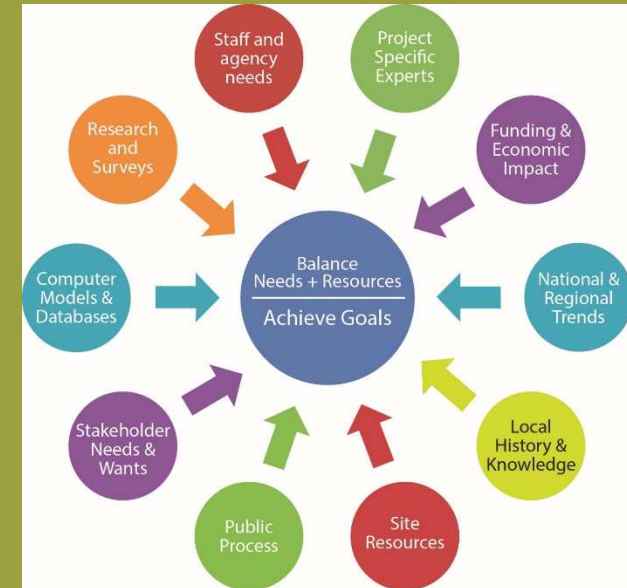 Staff and
agency
needs
Project
Specific
Experts
Research
and
Surveys
Funding &
Economic
Impact
Balance
Needs + Resources
Achieve Goals
Computer
Models &
Databases
National &
Regional
Trends
Stakeholder
Needs &
Wants
Local
History &
Knowledge
Public
Process
Site
Resources